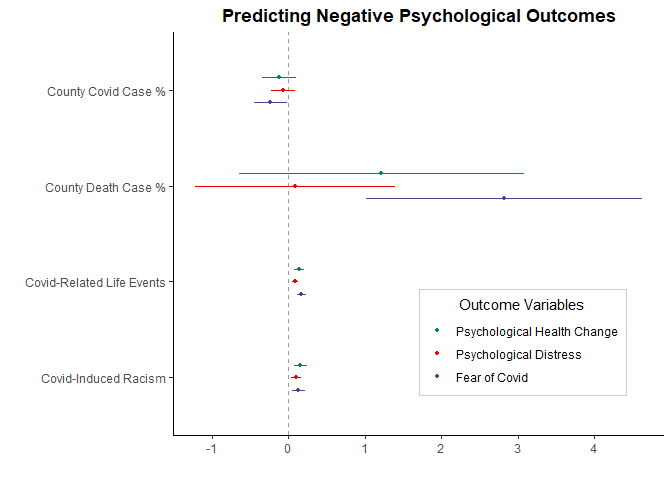 Predicting Negative Psychological Outcomes
County Covid Case %
County Death Case %
Covid-Related Life Events
Covid-Induced Racism
Outcome Variables
Psychological Health Change
Psychological Distress
Fear of Covid
-1 0 1 2 3 4